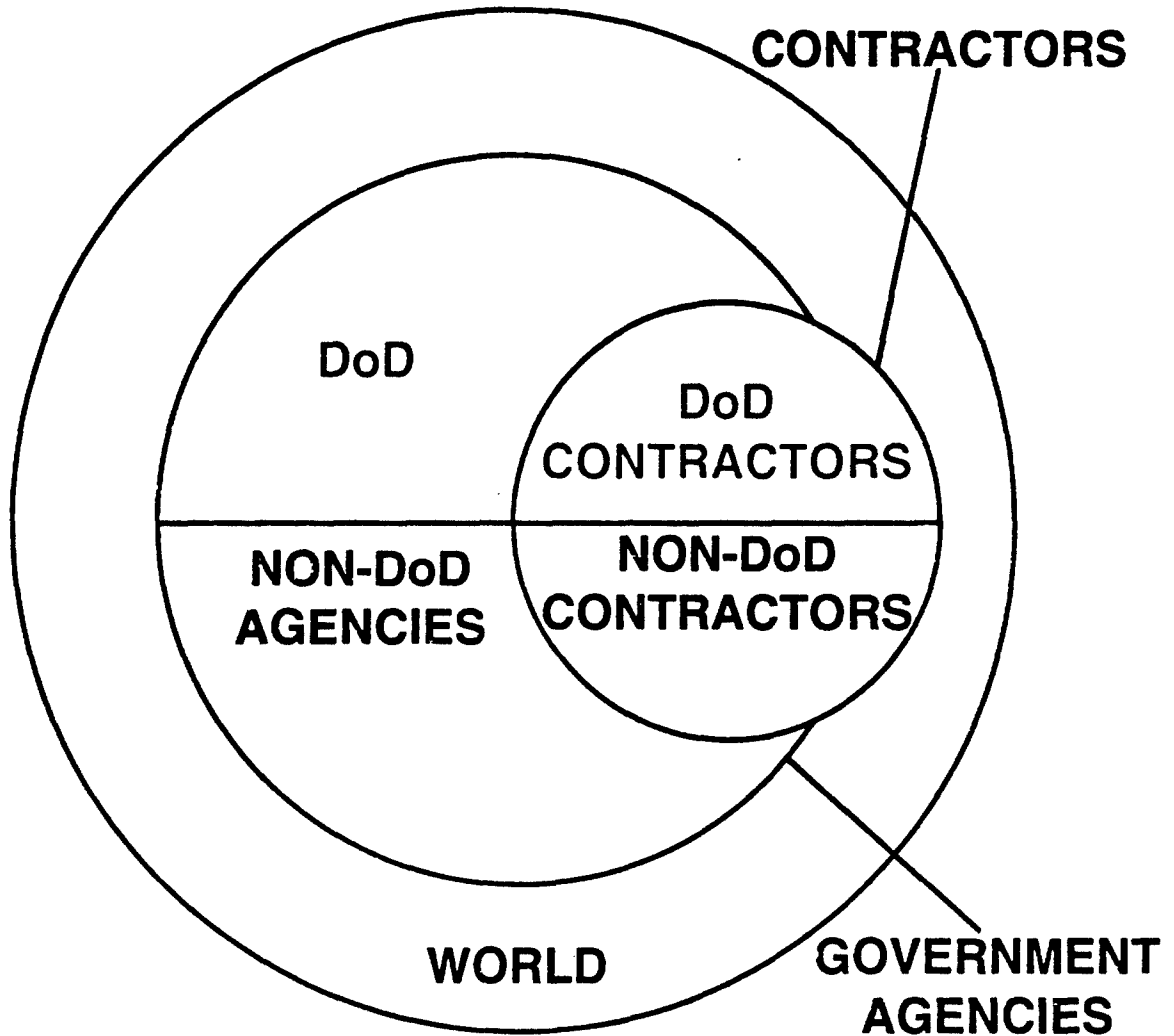 CONTRACTORS
DoD
DoD
CONTRACTORS
NON-DoD
AGENCIES
NON-DoD
CONTRACTORS
WORLD
GOVERNMENT
AGENCIES